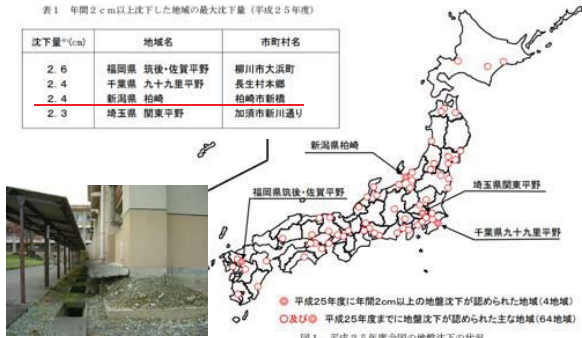 表1 年間2cm以上沈下した地域の最大沈下量(平成25年度)
沈下量*¹(cm) 地域名 市町村名
2.6 福岡県 筑後・佐賀平野 柳川市大浜町
2.4 千葉県 九十九里平野 長生村本郷
2.4 新潟県 柏崎 柏崎市新橋
2.3 埼玉県 関東平野 加須市新川通り
新潟県柏崎
福岡県筑後・佐賀平野
埼玉県関東平野
千葉県九十九里平野
◎ 平成25年度に年間2cm以上の地盤沈下が認められた地域(4地域)
○及び◎ 平成25年度までに地盤沈下が認められた主な地域(64地域)
図1 平成25年度全国の地盤沈下の状況